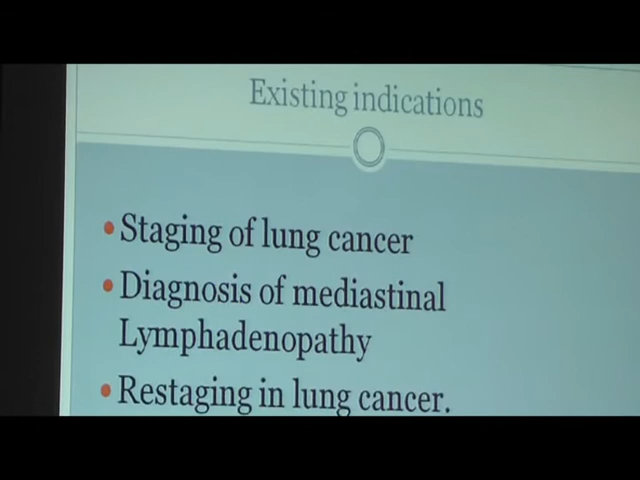 Existing indications
Staging of lung cancer
Diagnosis of mediastinal
Lymphadenopathy
Restaging in lung cancer.